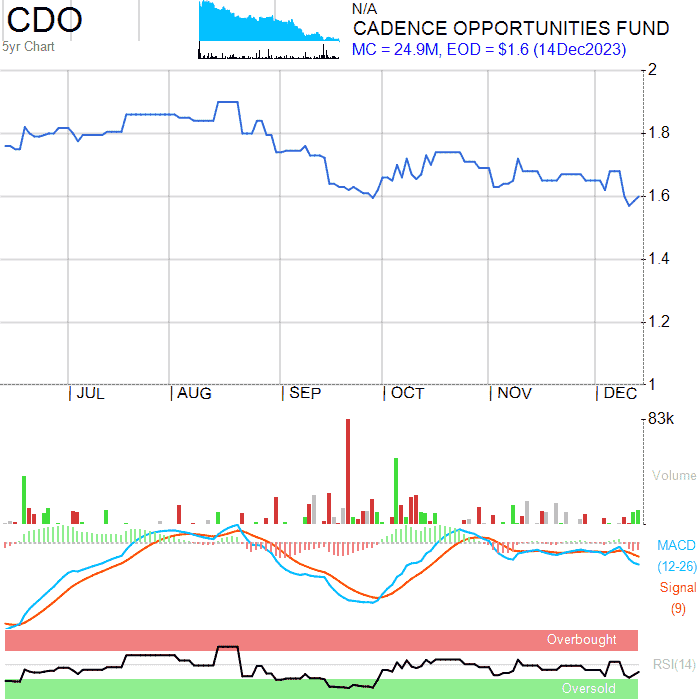 CDO
5yr Chart
N/A
CADENCE OPPORTUNITIES FUND
MC = 24.9M, EOD = $1.6 (14Dec2023)
2
1.8
1.6
1.4
1.2
1
JUL AUG SEP OCT NOV DEC
83k
Volume
MACD
(12-26)
Signal
(9)
Overbought
RSI(14)
Oversold